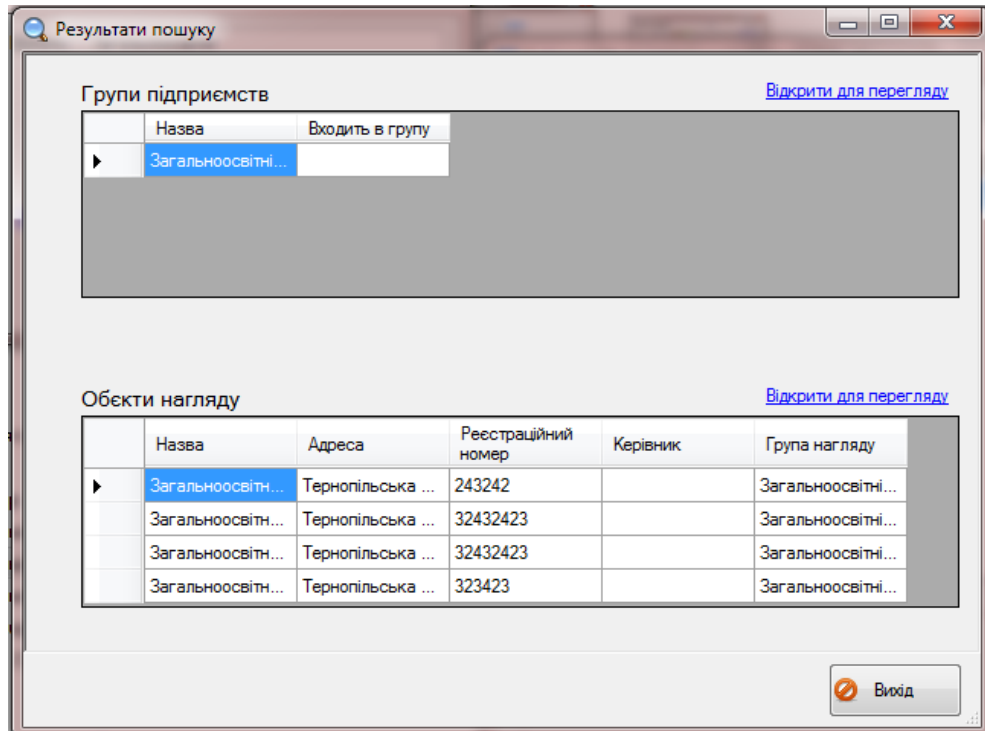 Результати пошуку
Групи підприємств
Відкрити для перегляду
Назва Входить в групу
Загальноосвітні...
Обєкти нагляду
Відкрити для перегляду
Назва Адреса Реєстраційний номер Керівник Група нагляду
Загальноосвітн... Тернопільська ... 243242 Загальноосвітні...
Загальноосвітн... Тернопільська ... 32432423 Загальноосвітні...
Загальноосвітн... Тернопільська ... 32432423 Загальноосвітні...
Загальноосвітн... Тернопільська ... 323423 Загальноосвітні...
Вихід